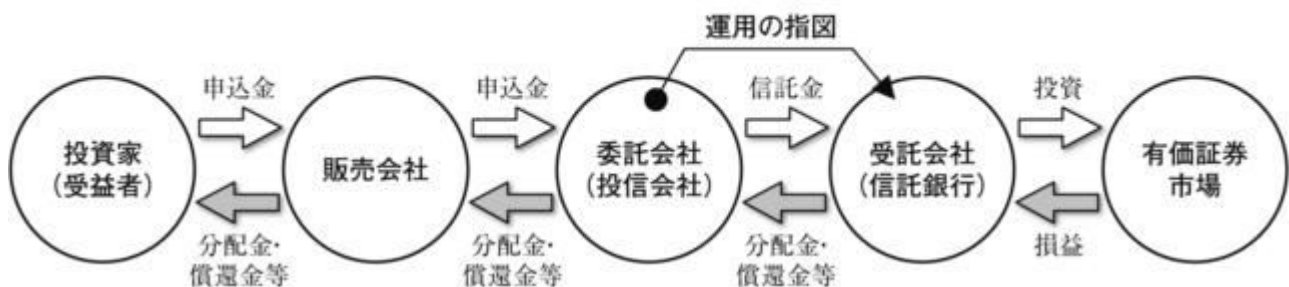 運用の指図
申込金
申込金
信託金
投資
投資家
（受益者）
販売会社
委託会社
（投信会社）
受託会社
（信託銀行）
有価証券
市場
分配金・
償還金等
分配金・
償還金等
分配金・
償還金等
損益